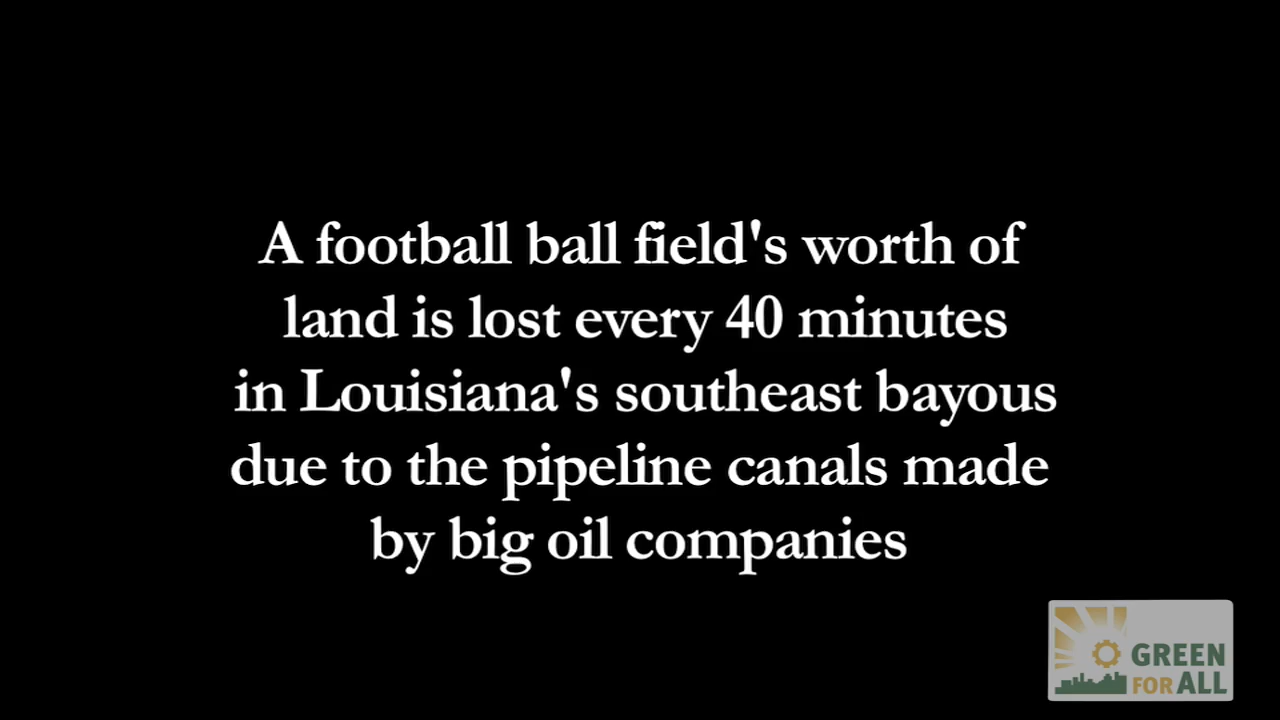 A football ball field's worth of
land is lost every 40 minutes
in Louisiana's southeast bayous
due to the pipeline canals made
by big oil companies
GREEN
FOR ALL